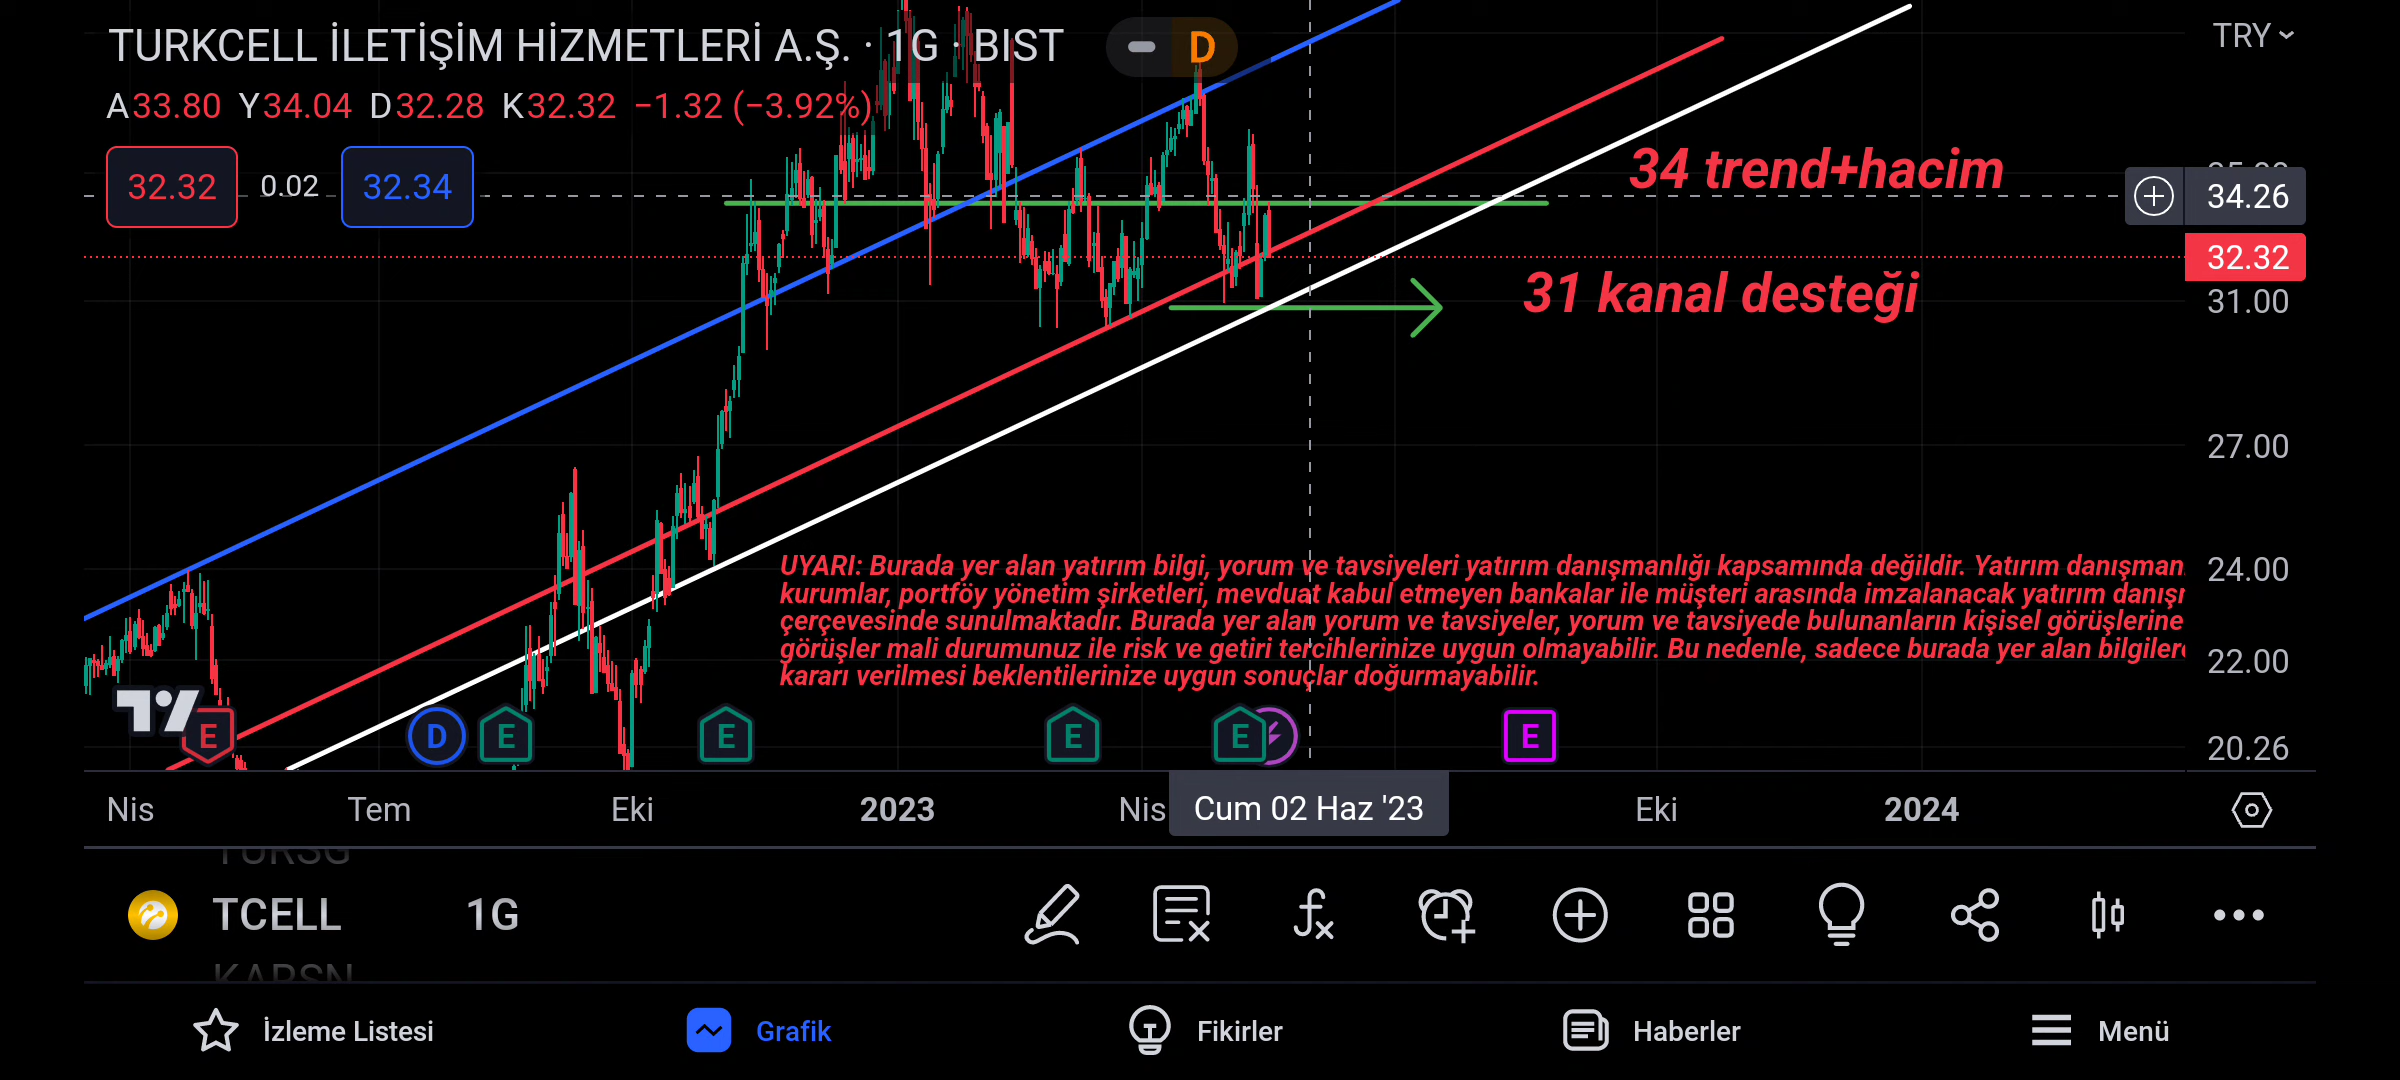 TURKCELL İLETİŞİM HİZMETLERİ A.Ş. · 1G · BIST
D
TRY
A33.80 Y34.04 D32.28 K32.32 −1.32 (−3.92%)
32.32 0.02 32.34
34 trend+hacim
34.26
32.32
31 kanal desteği
31.00
27.00
UYARI: Burada yer alan yatırım bilgi, yorum ve tavsiyeleri yatırım danışmanlığı kapsamında değildir. Yatırım danışman
24.00
kurumlar, portföy yönetim şirketleri, mevduat kabul etmeyen bankalar ile müşteri arasında imzalanacak yatırım
çerçevesinde sunulmaktadır. Burada yer alan yorum ve tavsiyeler, yorum ve tavsiyede bulunanların kişisel görüşlerine
görüşler mali durumunuz ile risk ve getiri tercihlerinize uygun olmayabilir. Bu nedenle, sadece burada yer alan
22.00
kararı verilmesi beklentilerinize uygun sonuçlar doğurmayabilir.
E D E E E E E
20.26
Nis Tem Eki 2023 Nis Cum 02 Haz '23 Eki 2024
TCELL 1G
İzleme Listesi Grafik Fikirler Haberler Menü